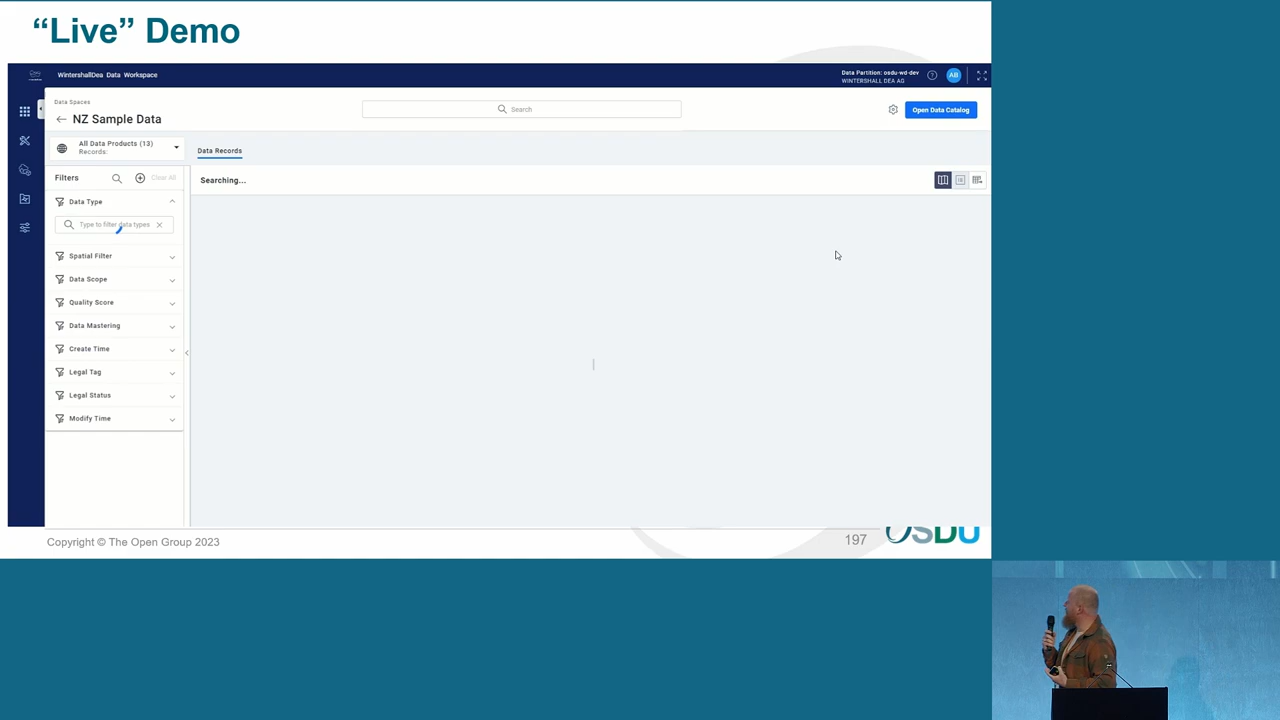 “Live” Demo
WintershallDea Data Workspace
Data Partition: osdu-wd-dev
WINTERSHALL DEA AG
AB
Data Spaces
NZ Sample Data
Search
Open Data Catalog
All Data Products (13)
Records:
Data Records
Filters
Clear All
Searching...
Data Type
Type to filter data types
Spatial Filter
Data Scope
Quality Score
Data Mastering
Create Time
Legal Tag
Legal Status
Modify Time
Copyright © The Open Group 2023
197
OSDU